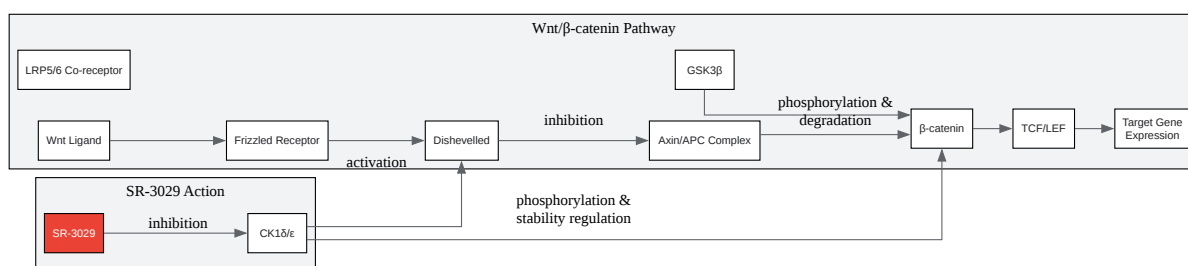 Wnt/β-catenin Pathway
LRP5/6 Co-receptor
GSK3β
phosphorylation &
degradation
inhibition
Wnt Ligand
Frizzled Receptor
Dishevelled
Axin/APC Complex
β-catenin
TCF/LEF
Target Gene
Expression
activation
SR-3029 Action
phosphorylation &
stability regulation
inhibition
SR-3029
CK1δ/ε